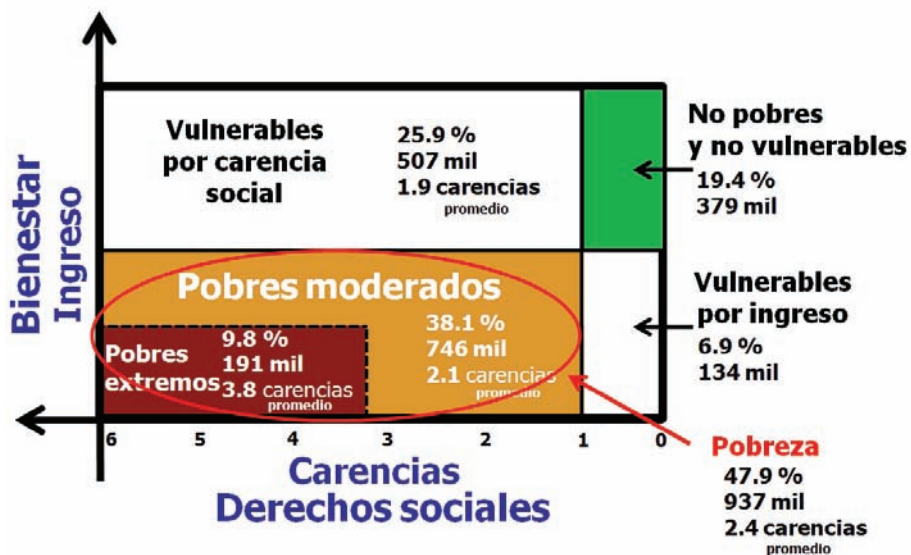 Bienestar
Ingreso
Vulnerables
por carencia
social
25.9 %
507 mil
1.9 carencias
promedio
No pobres
y no vulnerables
19.4 %
379 mil
Pobres moderados
38.1 %
746 mil
2.1 carencias
promedio
Pobres
extremos
9.8 %
191 mil
3.8 carencias
promedio
Vulnerables
por ingreso
6.9 %
134 mil
6 5 4 3 2 1 0
Carencias
Derechos sociales
Pobreza
47.9 %
937 mil
2.4 carencias
promedio